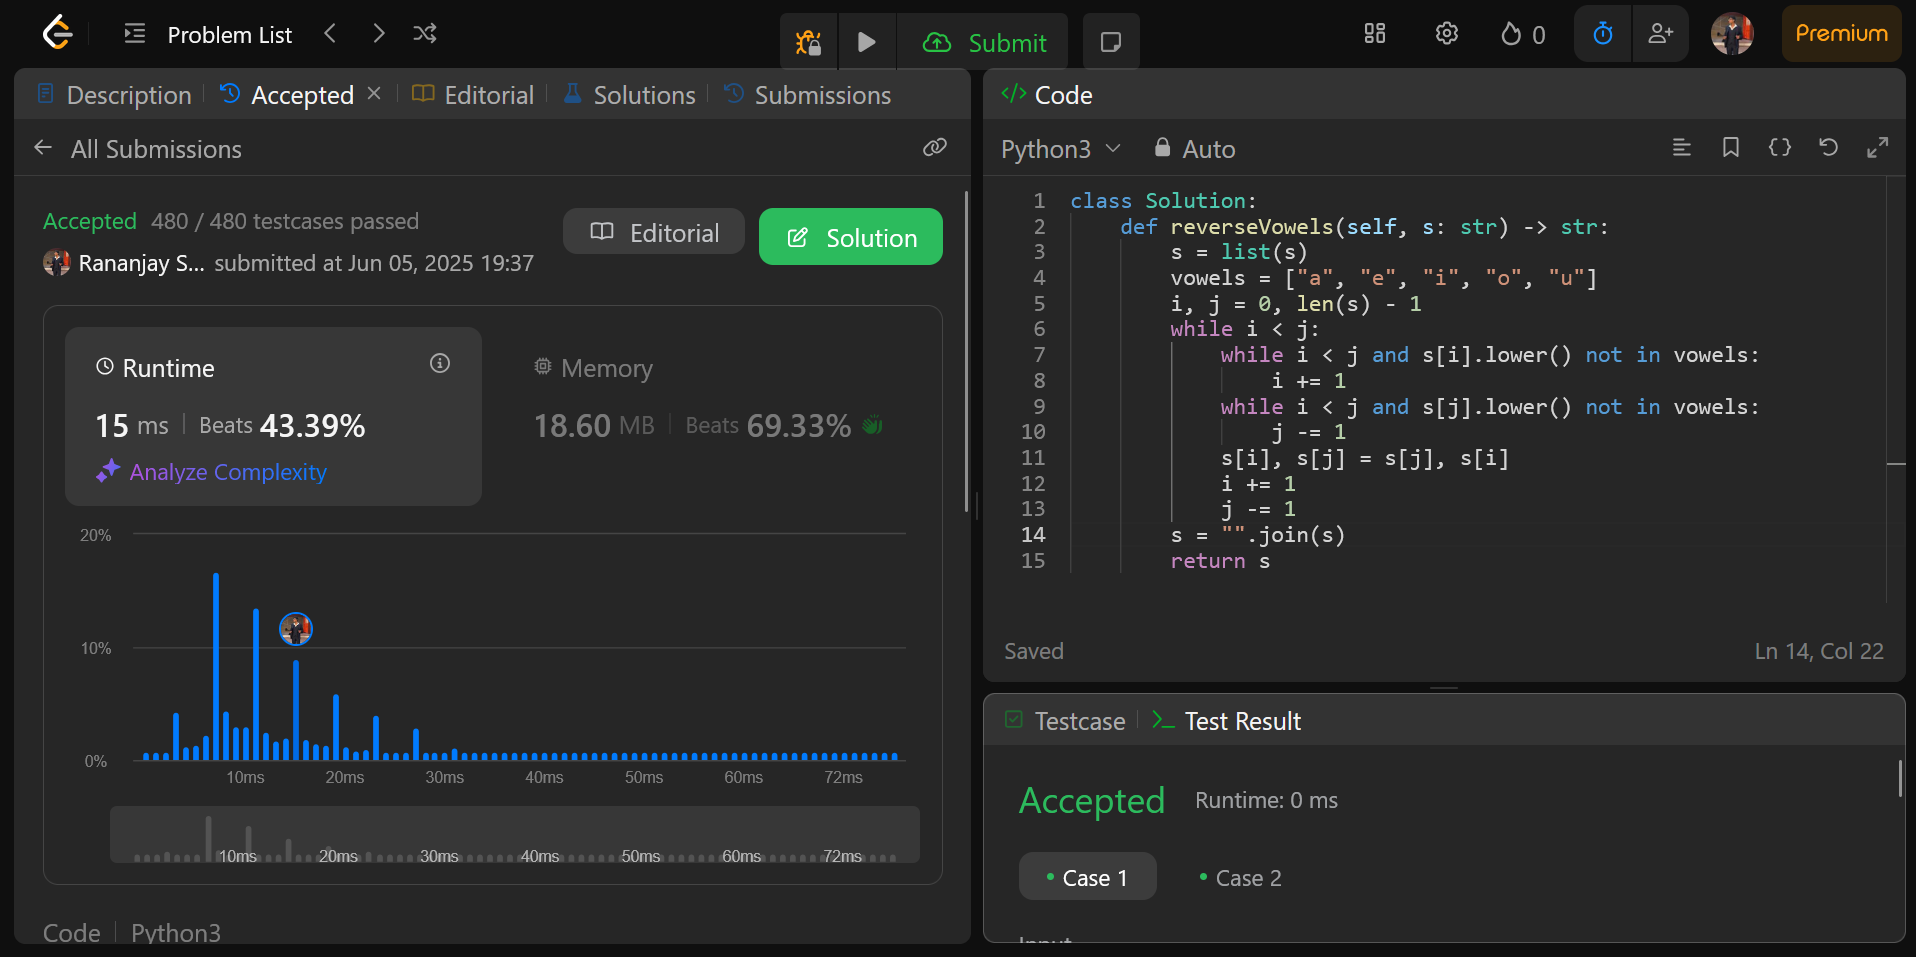 Problem List
Submit
0
Premium
Description
Accepted
Editorial
Solutions
Submissions
All Submissions
Accepted 480 / 480 testcases passed
Rananjay S... submitted at Jun 05, 2025 19:37
Editorial
Solution
Runtime
15 ms Beats 43.39%
Analyze Complexity
Memory
18.60 MB Beats 69.33%
20%
10%
0%
10ms 20ms 30ms 40ms 50ms 60ms 72ms
10ms 20ms 30ms 40ms 50ms 60ms 72ms
Code Python3
Code
Python3 Auto
1 class Solution:
2     def reverseVowels(self, s: str) -> str:
3         s = list(s)
4         vowels = ["a", "e", "i", "o", "u"]
5         i, j = 0, len(s) - 1
6         while i < j:
7             while i < j and s[i].lower() not in vowels:
8                 i += 1
9             while i < j and s[j].lower() not in vowels:
10                 j -= 1
11             s[i], s[j] = s[j], s[i]
12             i += 1
13             j -= 1
14         s = "".join(s)
15         return s
Saved
Ln 14, Col 22
Testcase
Test Result
Accepted Runtime: 0 ms
Case 1
Case 2
Input